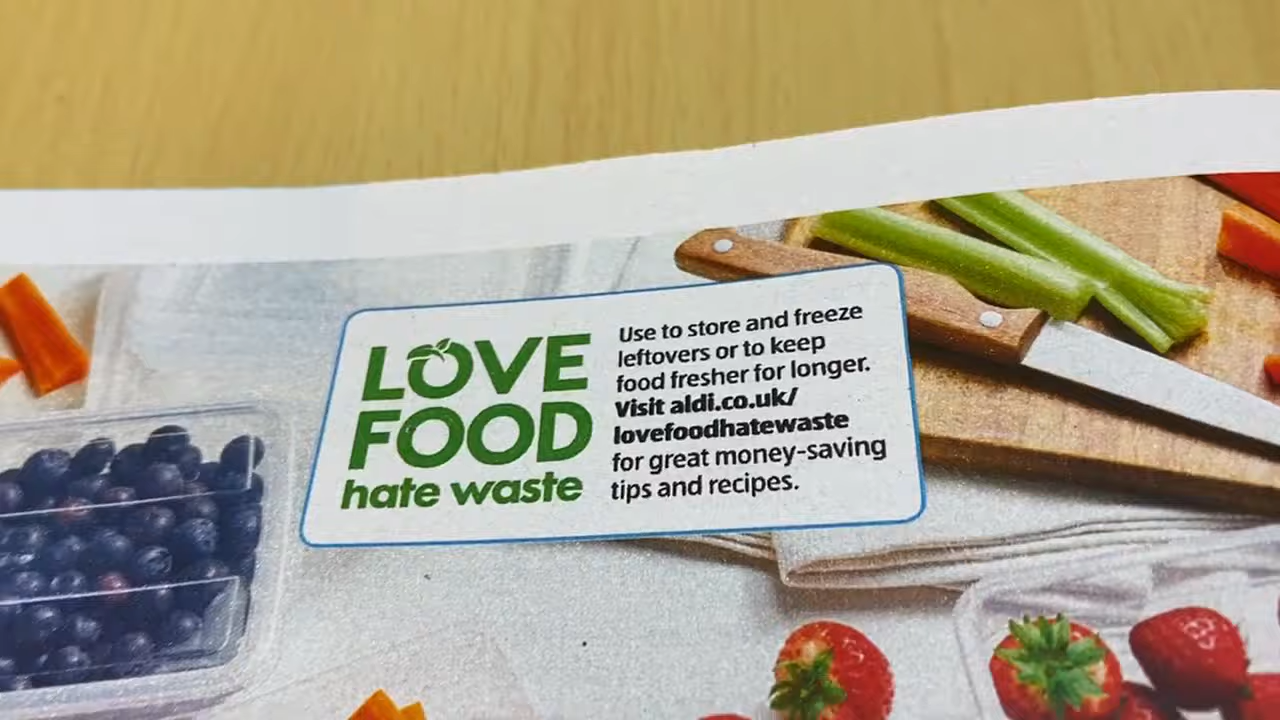 LOVE
FOOD
hate waste
Use to store and freeze
leftovers or to keep
food fresher for longer.
Visit aldi.co.uk/
lovefoodhatewaste
for great money-saving
tips and recipes.